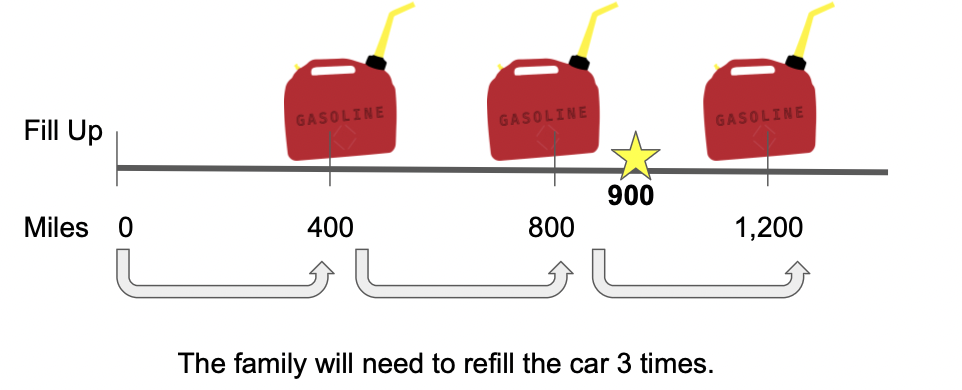 GASOLINE GASOLINE GASOLINE
Fill Up
900
Miles 0 400 800 1,200
The family will need to refill the car 3 times.